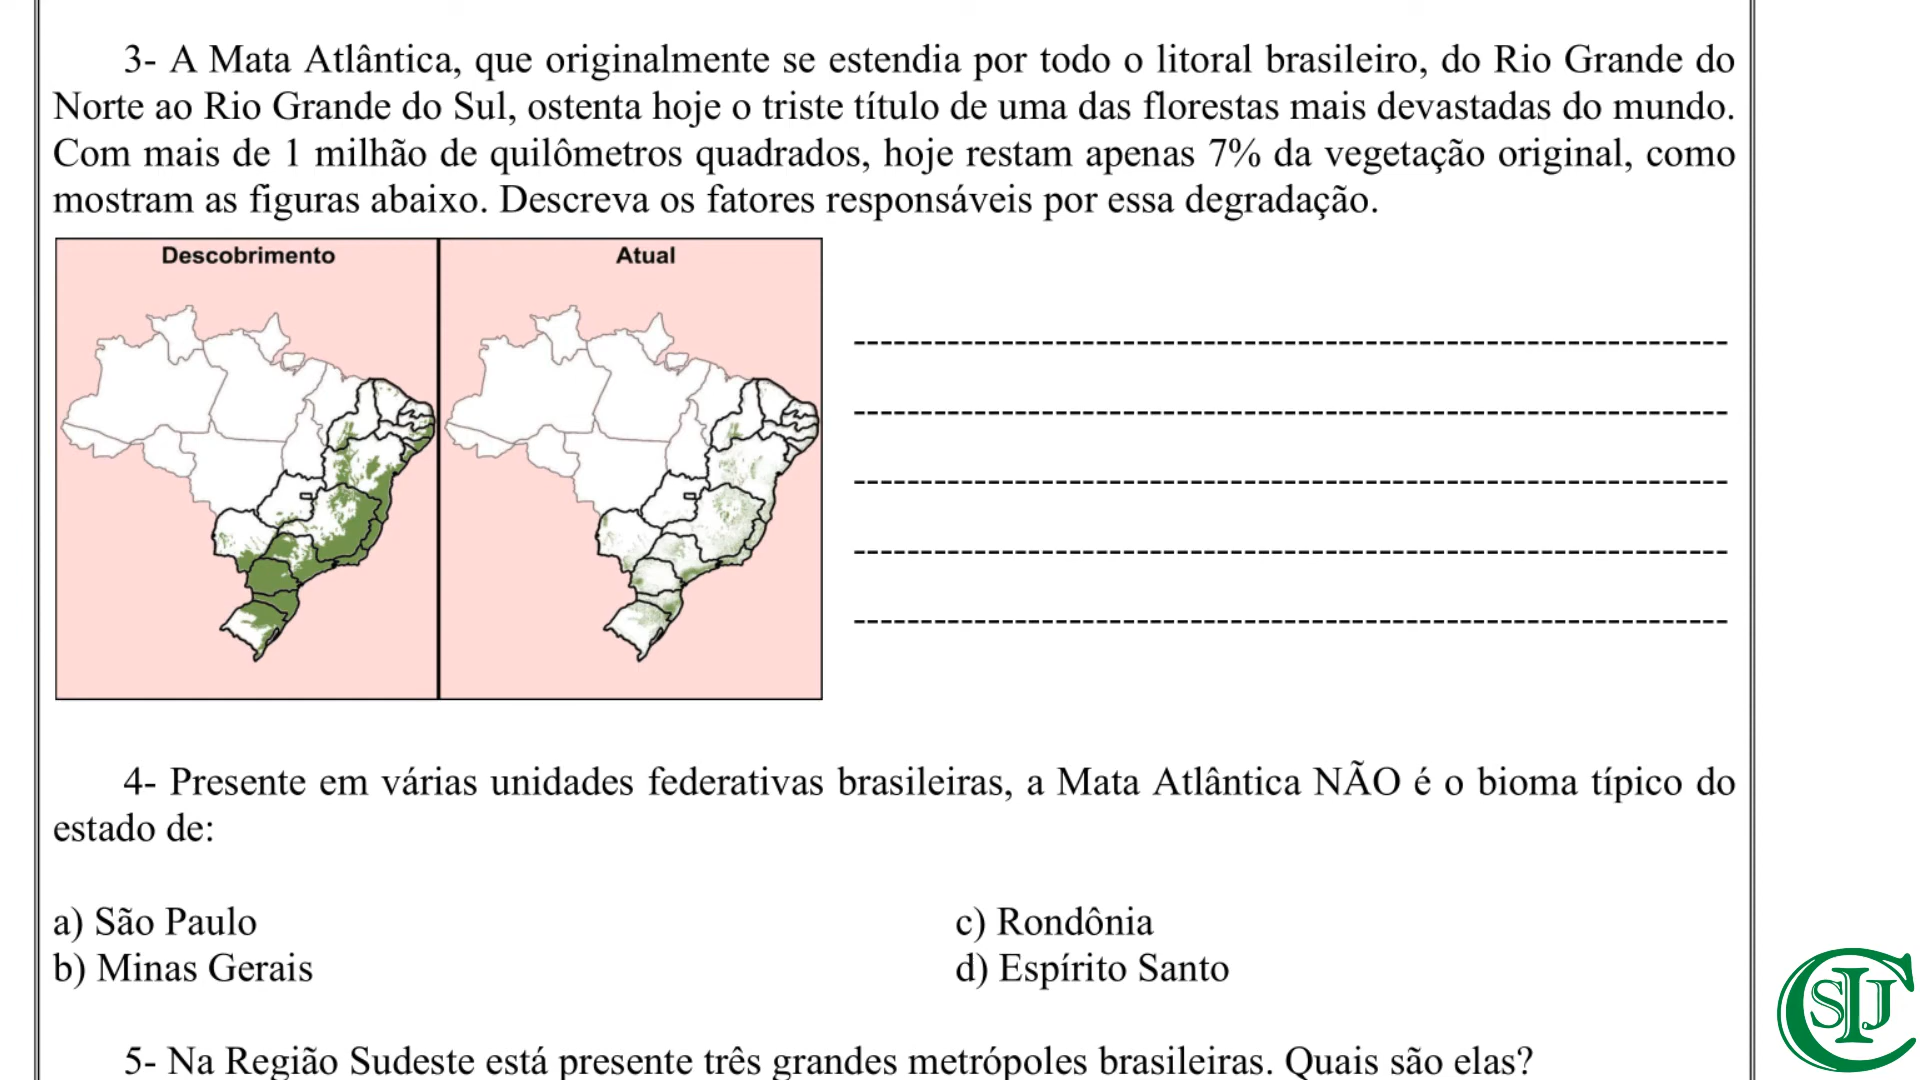 3- A Mata Atlântica, que originalmente se estendia por todo o litoral brasileiro, do Rio Grande do
Norte ao Rio Grande do Sul, ostenta hoje o triste título de uma das florestas mais devastadas do mundo.
Com mais de 1 milhão de quilômetros quadrados, hoje restam apenas 7% da vegetação original, como
mostram as figuras abaixo. Descreva os fatores responsáveis por essa degradação.
Descobrimento
Atual
4- Presente em várias unidades federativas brasileiras, a Mata Atlântica NÃO é o bioma típico do
estado de:
a) São Paulo
b) Minas Gerais
c) Rondônia
d) Espírito Santo
5- Na Região Sudeste está presente três grandes metrópoles brasileiras. Quais são elas?